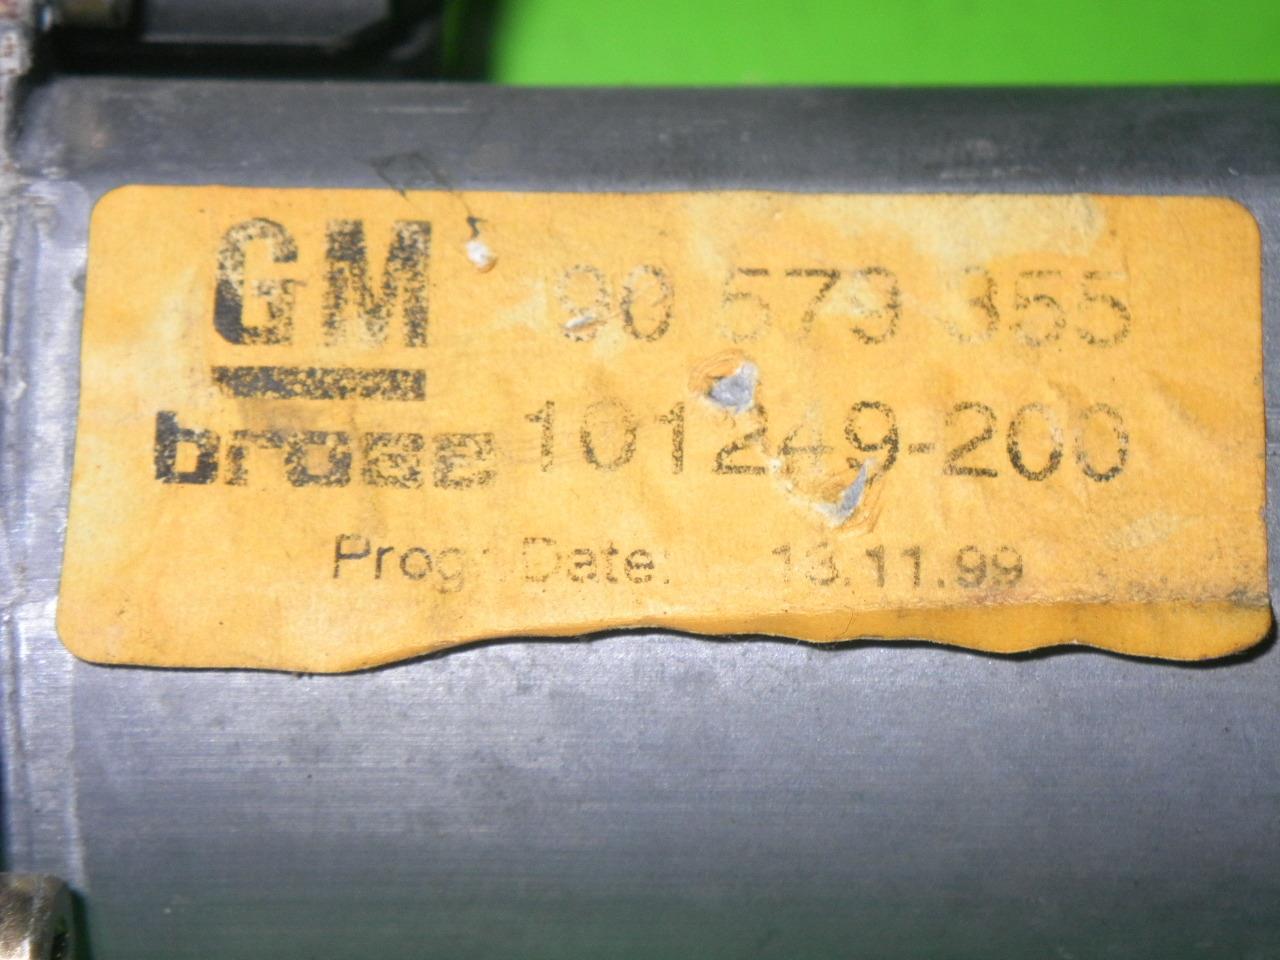 GM 90 579 355
brose 101249-200
Prog. Date: 13.11.99